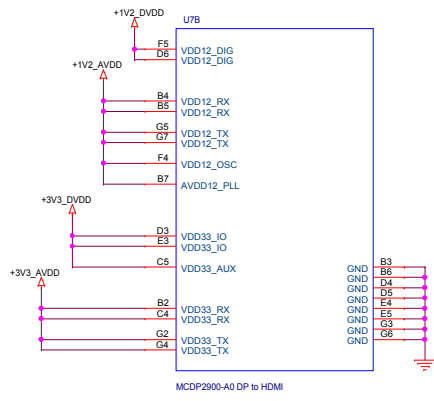 U7B
+1V2_DVDD
F5 VDD12_DIG
D6 VDD12_DIG
+1V2_AVDD
B4 VDD12_RX
B5 VDD12_RX
G5 VDD12_TX
G7 VDD12_TX
F4 VDD12_OSC
B7 AVDD12_PLL
+3V3_DVDD
D3 VDD33_IO
E3 VDD33_IO
C5 VDD33_AUX
+3V3_AVDD
B2 VDD33_RX
C4 VDD33_RX
G2 VDD33_TX
G4 VDD33_TX
GND B3
GND B6
GND D4
GND D5
GND E4
GND E5
GND G3
GND G6
MCDP2900-A0 DP to HDMI